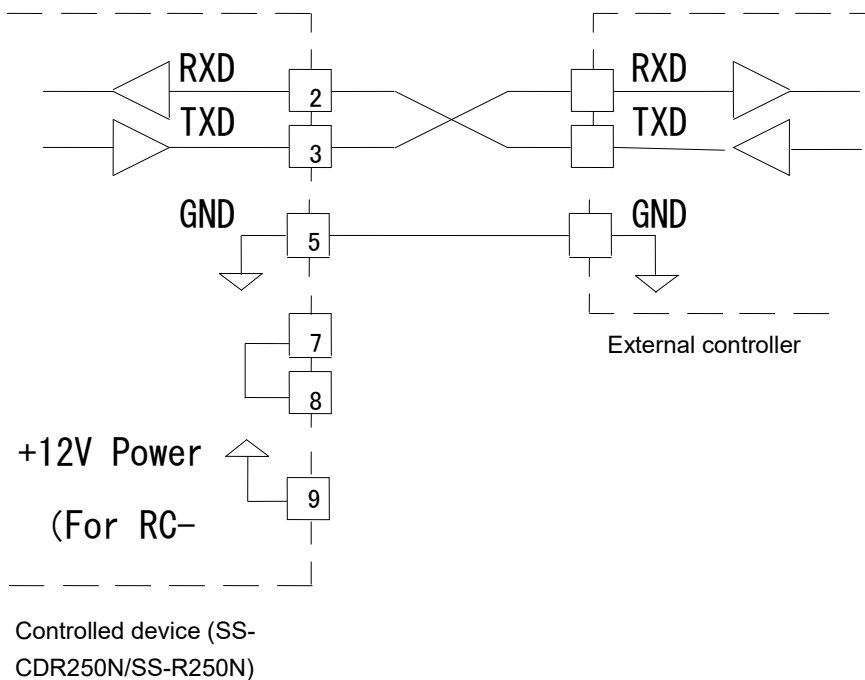 RXD
2
RXD
TXD
3
TXD
GND
5
GND
7
External controller
8
+12V Power
9
(For RC-
Controlled device (SS-
CDR250N/SS-R250N)